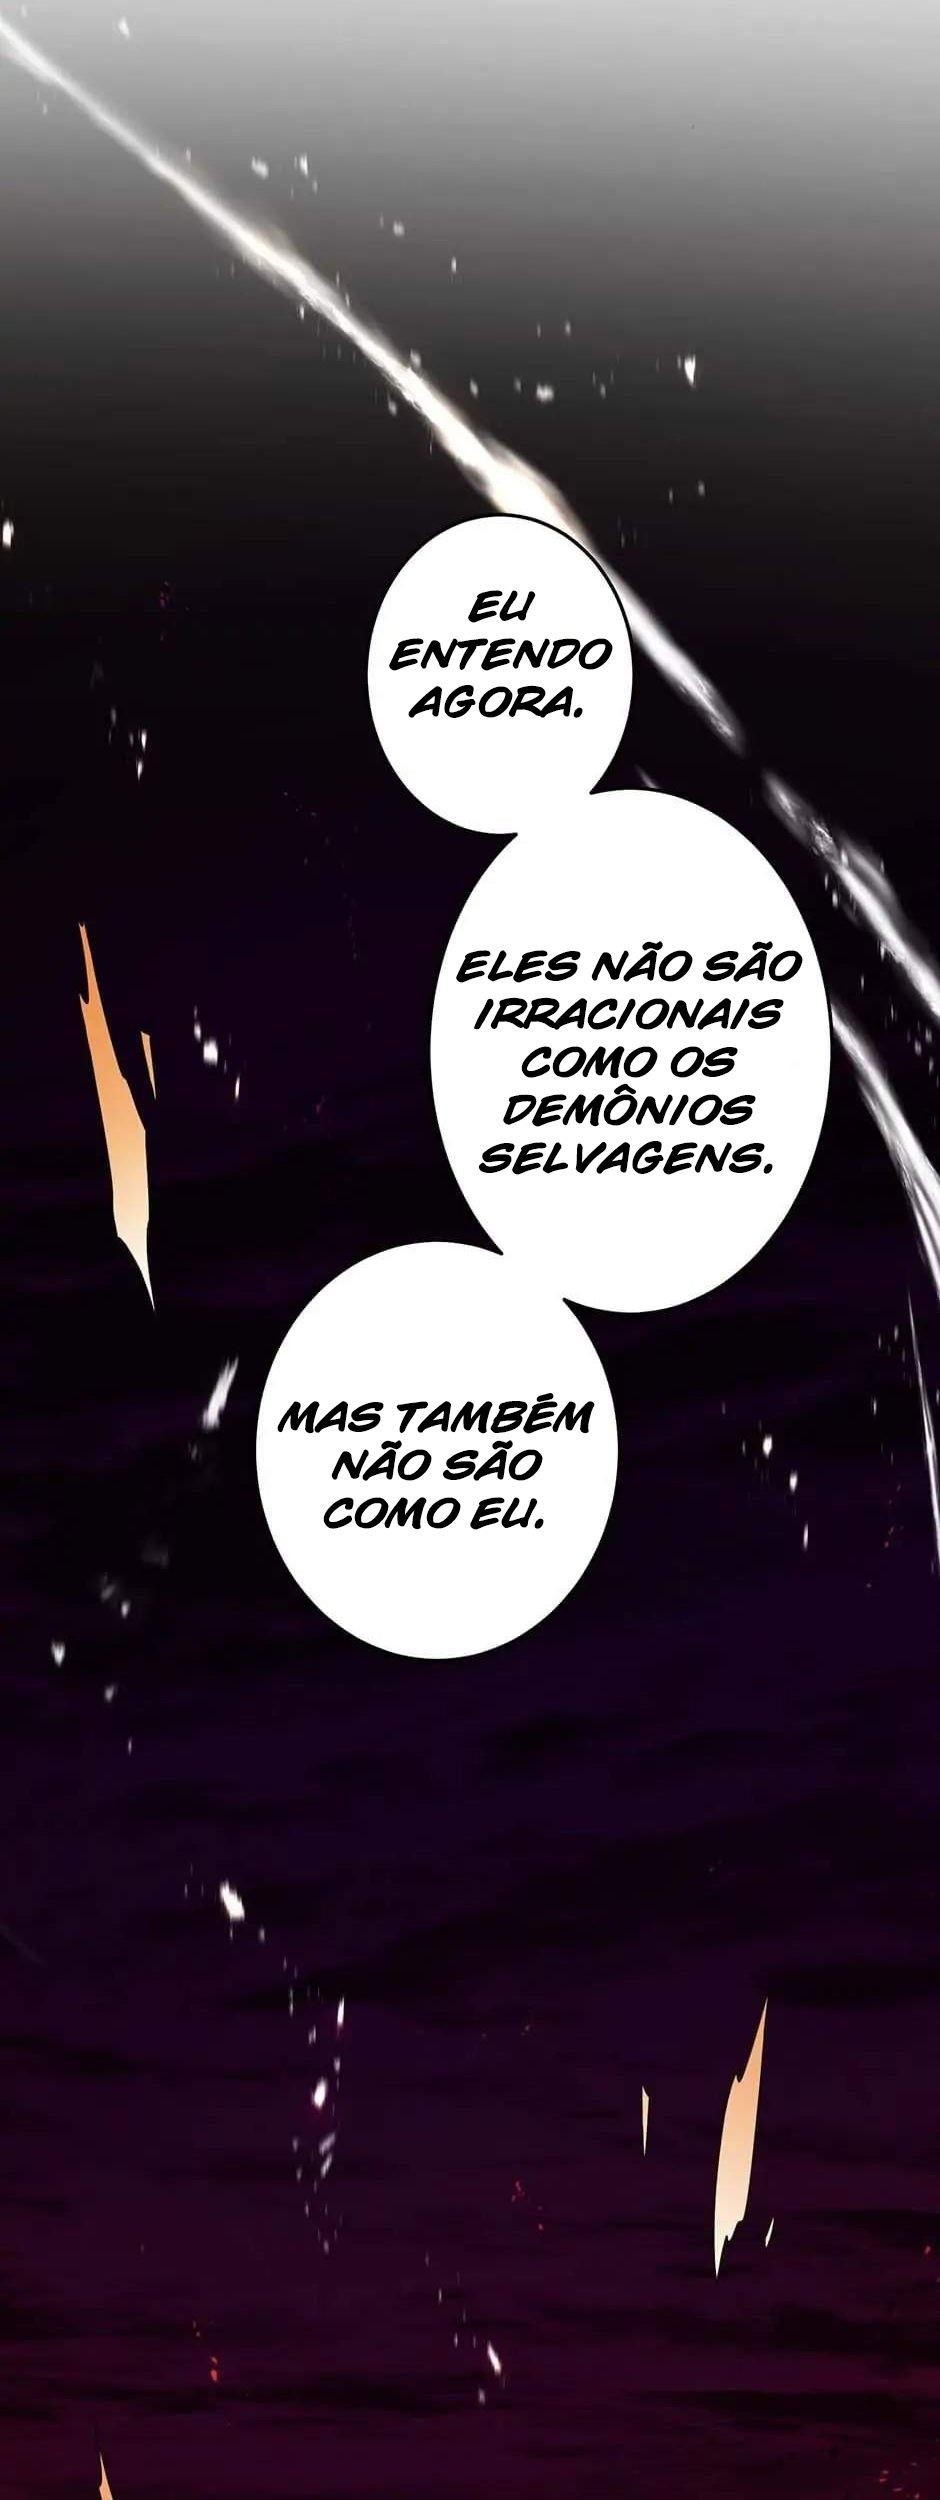 EU
ENTENDO
AGORA.
ELES NÃO SÃO
IRRACIONAIS
COMO OS
DEMÔNIOS
SELVAGENS.
MAS TAMBÉM
NÃO SÃO
COMO EU.